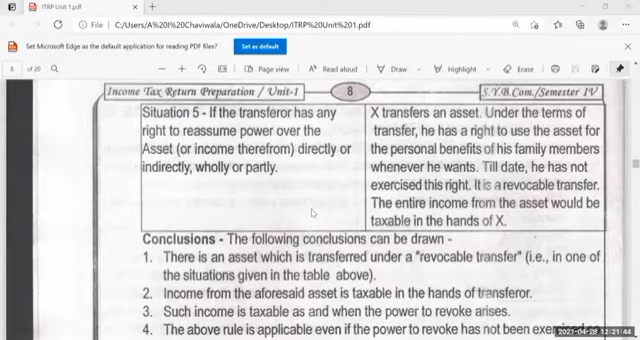 ITRP Unit 1.pdf
File | C:/Users/A%20I%20Chaviwala/OneDrive/Desktop/ITRP%20Unit%201.pdf
Set Microsoft Edge as the default application for reading PDF files? Set as default
8 of 20 Page view Read aloud Draw Highlight Erase
Income Tax Return Preparation / Unit-1 8 S.Y.B.Com./Semester IV
Situation 5 - If the transferor has any
right to reassume power over the
Asset (or income therefrom) directly or
indirectly, wholly or partly.
X transfers an asset. Under the terms of
transfer, he has a right to use the asset for
the personal benefits of his family members
whenever he wants. Till date, he has not
exercised this right. It is a revocable transfer.
The entire income from the asset would be
taxable in the hands of X.
Conclusions - The following conclusions can be drawn -
1. There is an asset which is transferred under a "revocable transfer" (i.e., in one of
the situations given in the table above).
2. Income from the aforesaid asset is taxable in the hands of transferor.
3. Such income is taxable as and when the power to revoke arises.
4. The above rule is applicable even if the power to revoke has not been
2021-04-28 12:21:44